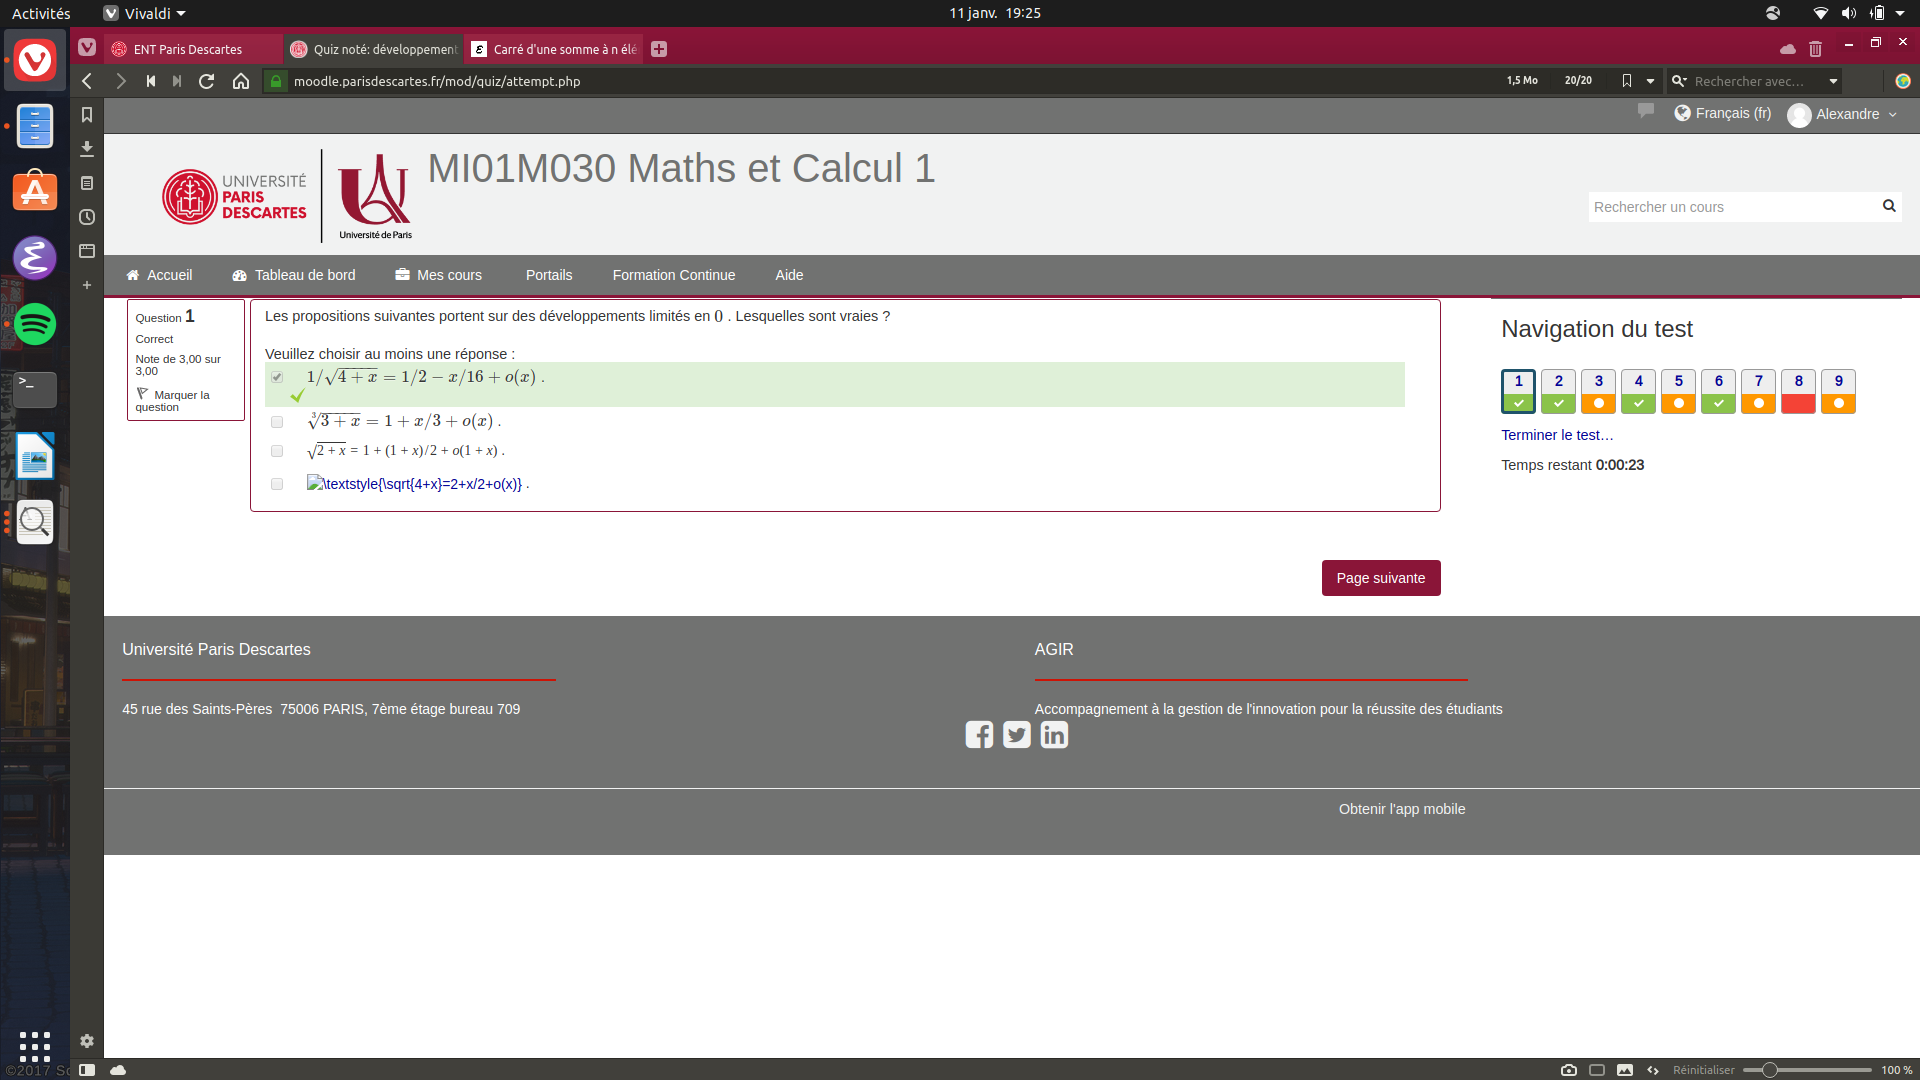 Activités
Vivaldi
11 janv. 19:25
ENT Paris Descartes
Quiz noté: développement
Carré d'une somme à n élé
moodle.parisdescartes.fr/mod/quiz/attempt.php
1,5 Mo
20/20
Rechercher avec...
Français (fr)
Alexandre
UNIVERSITÉ
PARIS
DESCARTES
Université de Paris
MI01M030 Maths et Calcul 1
Rechercher un cours
Accueil
Tableau de bord
Mes cours
Portails
Formation Continue
Aide
Question 1
Correct
Note de 3,00 sur
3,00
Marquer la
question
Les propositions suivantes portent sur des développements limités en 0 . Lesquelles sont vraies ?
Veuillez choisir au moins une réponse :
1/√4 + x = 1/2 − x/16 + o(x) .
∛3 + x = 1 + x/3 + o(x) .
√2 + x = 1 + (1 + x)/2 + o(1 + x) .
\textstyle{\sqrt{4+x}=2+x/2+o(x)} .
Page suivante
Navigation du test
1 2 3 4 5 6 7 8 9
Terminer le test…
Temps restant 0:00:23
Université Paris Descartes
45 rue des Saints-Pères 75006 PARIS, 7ème étage bureau 709
AGIR
Accompagnement à la gestion de l'innovation pour la réussite des étudiants
Obtenir l'app mobile
©2017
Réinitialiser
100 %